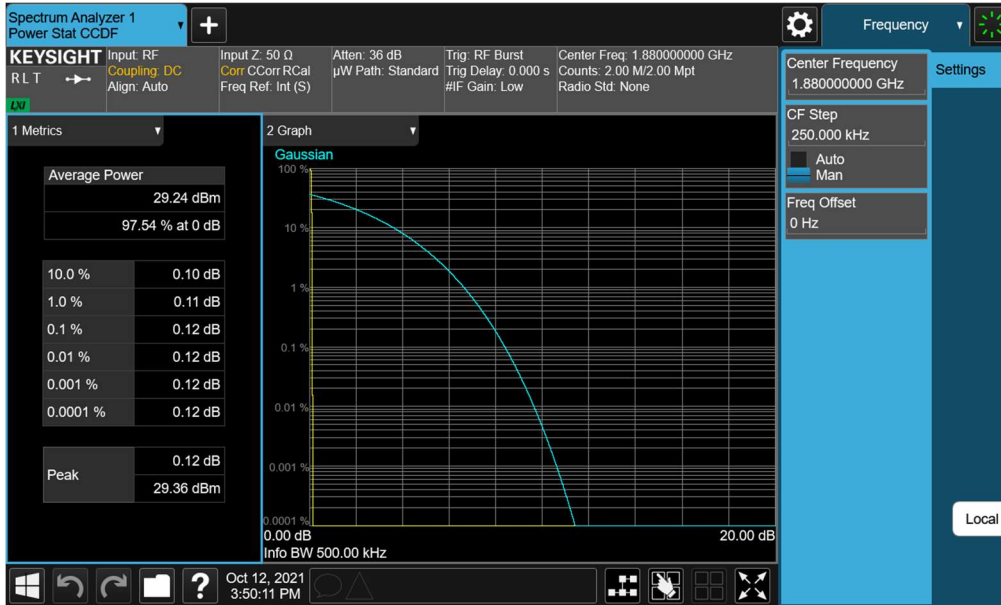 Spectrum Analyzer 1
Power Stat CCDF
+
Frequency
KEYSIGHT
RLT
LXI
Input: RF
Coupling: DC
Align: Auto
Input Z: 50 Ω
Corr CCorr RCal
Freq Ref: Int (S)
Atten: 36 dB
µW Path: Standard
Trig: RF Burst
Trig Delay: 0.000 s
#IF Gain: Low
Center Freq: 1.880000000 GHz
Counts: 2.00 M/2.00 Mpt
Radio Std: None
Center Frequency
1.880000000 GHz
Settings
CF Step
250.000 kHz
Auto
Man
Freq Offset
0 Hz
Local
1 Metrics
Average Power
29.24 dBm
97.54 % at 0 dB
10.0 % 0.10 dB
1.0 % 0.11 dB
0.1 % 0.12 dB
0.01 % 0.12 dB
0.001 % 0.12 dB
0.0001 % 0.12 dB
Peak
0.12 dB
29.36 dBm
2 Graph
Gaussian
100 %
10 %
1 %
0.1 %
0.01 %
0.001 %
0.0001 %
0.00 dB
20.00 dB
Info BW 500.00 kHz
?
Oct 12, 2021
3:50:11 PM